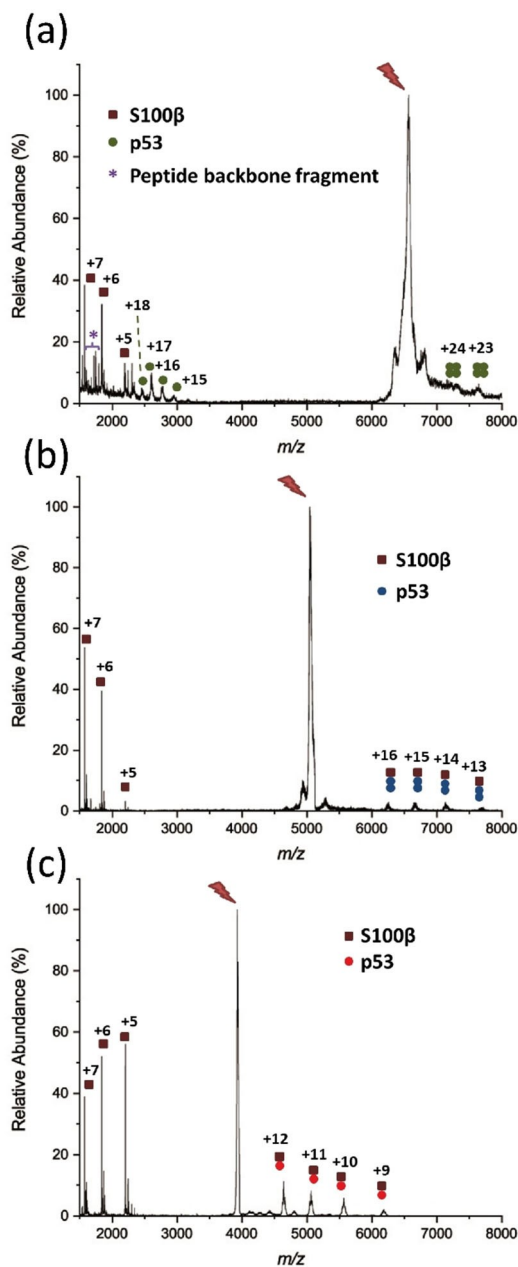 (a)
S100β
p53
* Peptide backbone fragment
+7
+6
*
+5
+18
+17
+16
+15
+24 +23
100
80
60
40
20
0
Relative Abundance (%)
2000 3000 4000 5000 6000 7000 8000
m/z
(b)
S100β
p53
+7
+6
+5
+16 +15 +14 +13
100
80
60
40
20
0
Relative Abundance (%)
2000 3000 4000 5000 6000 7000 8000
m/z
(c)
S100β
p53
+7
+6
+5
+12
+11
+10
+9
100
80
60
40
20
0
Relative Abundance (%)
2000 3000 4000 5000 6000 7000 8000
m/z